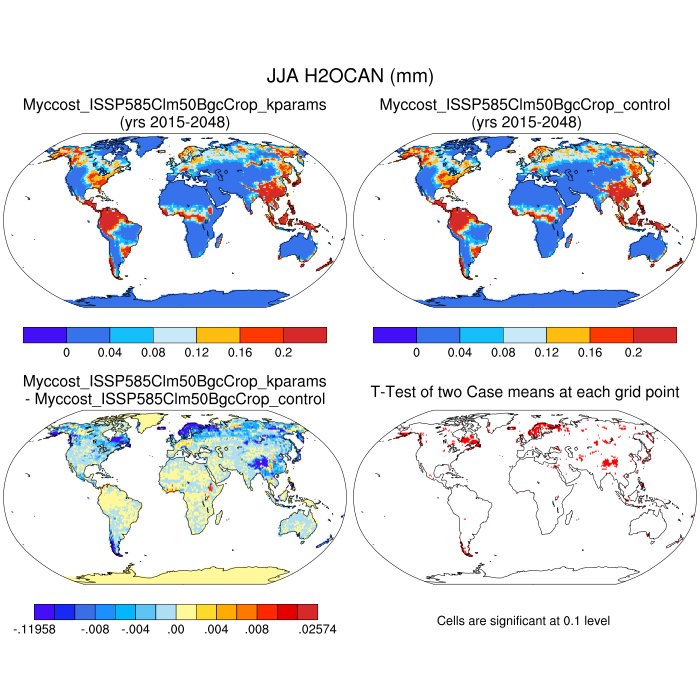 JJA H2OCAN (mm)
Myccost_ISSP585Clm50BgcCrop_kparams
(yrs 2015-2048)
Myccost_ISSP585Clm50BgcCrop_control
(yrs 2015-2048)
0 0.04 0.08 0.12 0.16 0.2
0 0.04 0.08 0.12 0.16 0.2
Myccost_ISSP585Clm50BgcCrop_kparams
- Myccost_ISSP585Clm50BgcCrop_control
T-Test of two Case means at each grid point
-.11958 -.008 -.004 .00 .004 .008 .02574
Cells are significant at 0.1 level